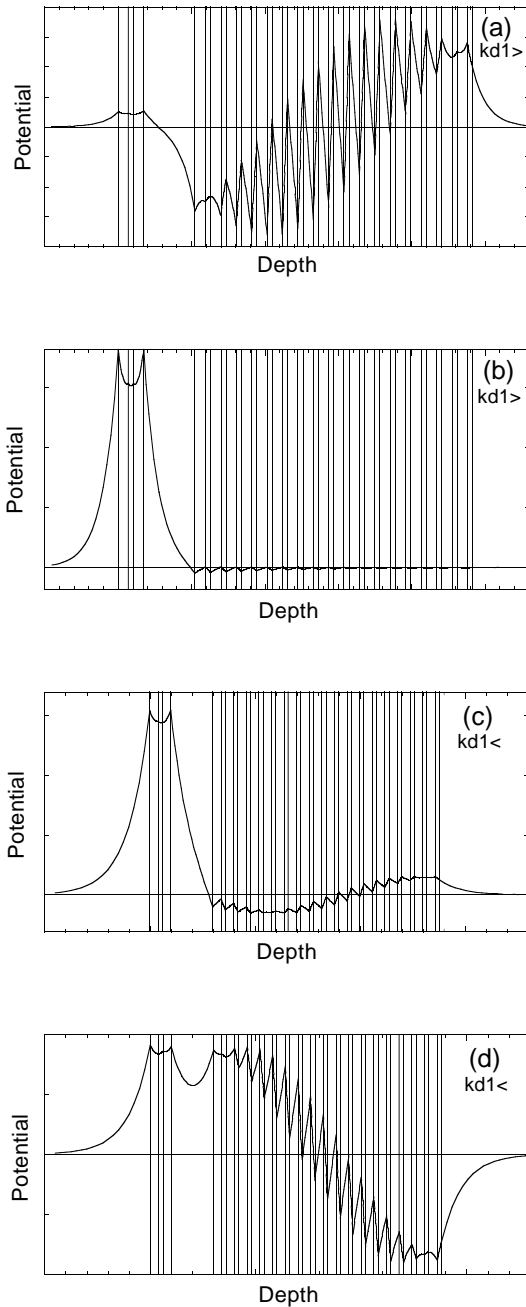 (a)
kd1>
Potential
Depth
(b)
kd1>
Potential
Depth
(c)
kd1<
Potential
Depth
(d)
kd1<
Potential
Depth